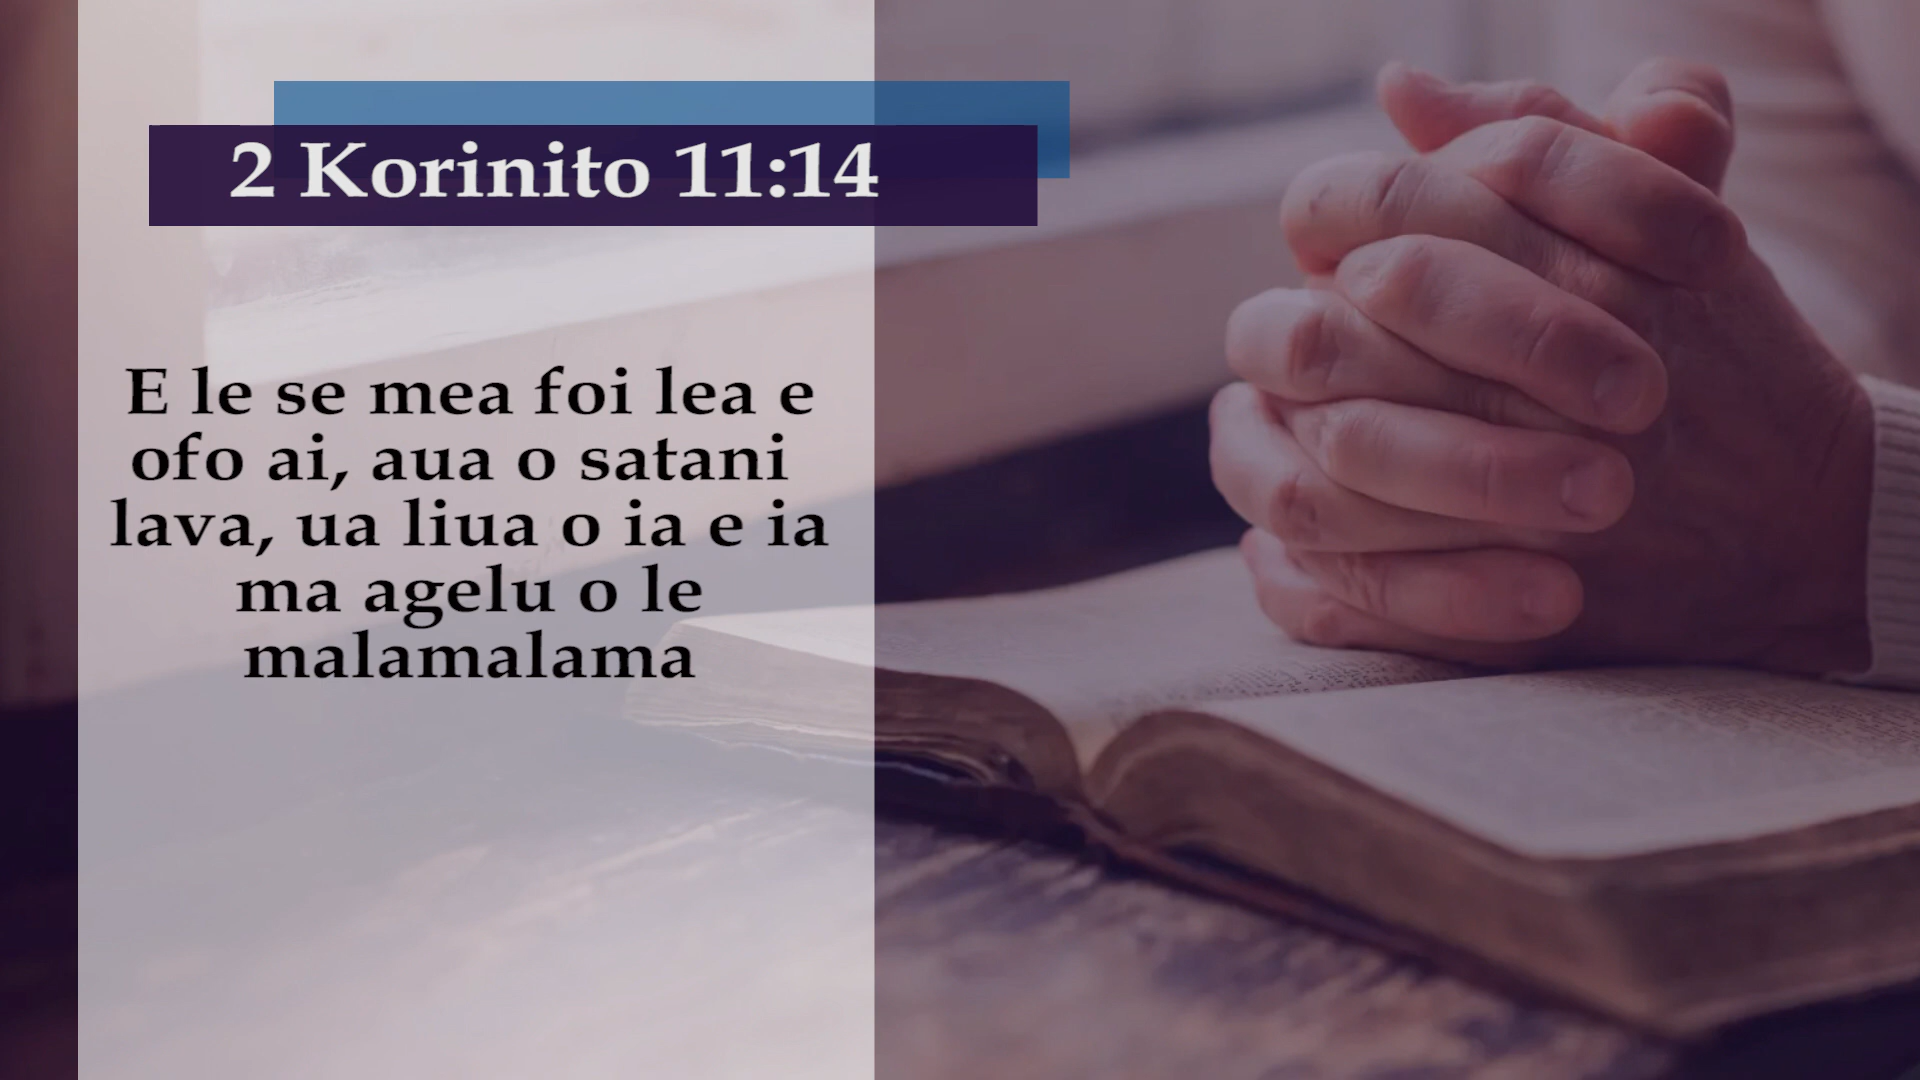 2 Korinito 11:14
E le se mea foi lea e
ofo ai, aua o satani
lava, ua liua o ia e ia
ma agelu o le
malamalama